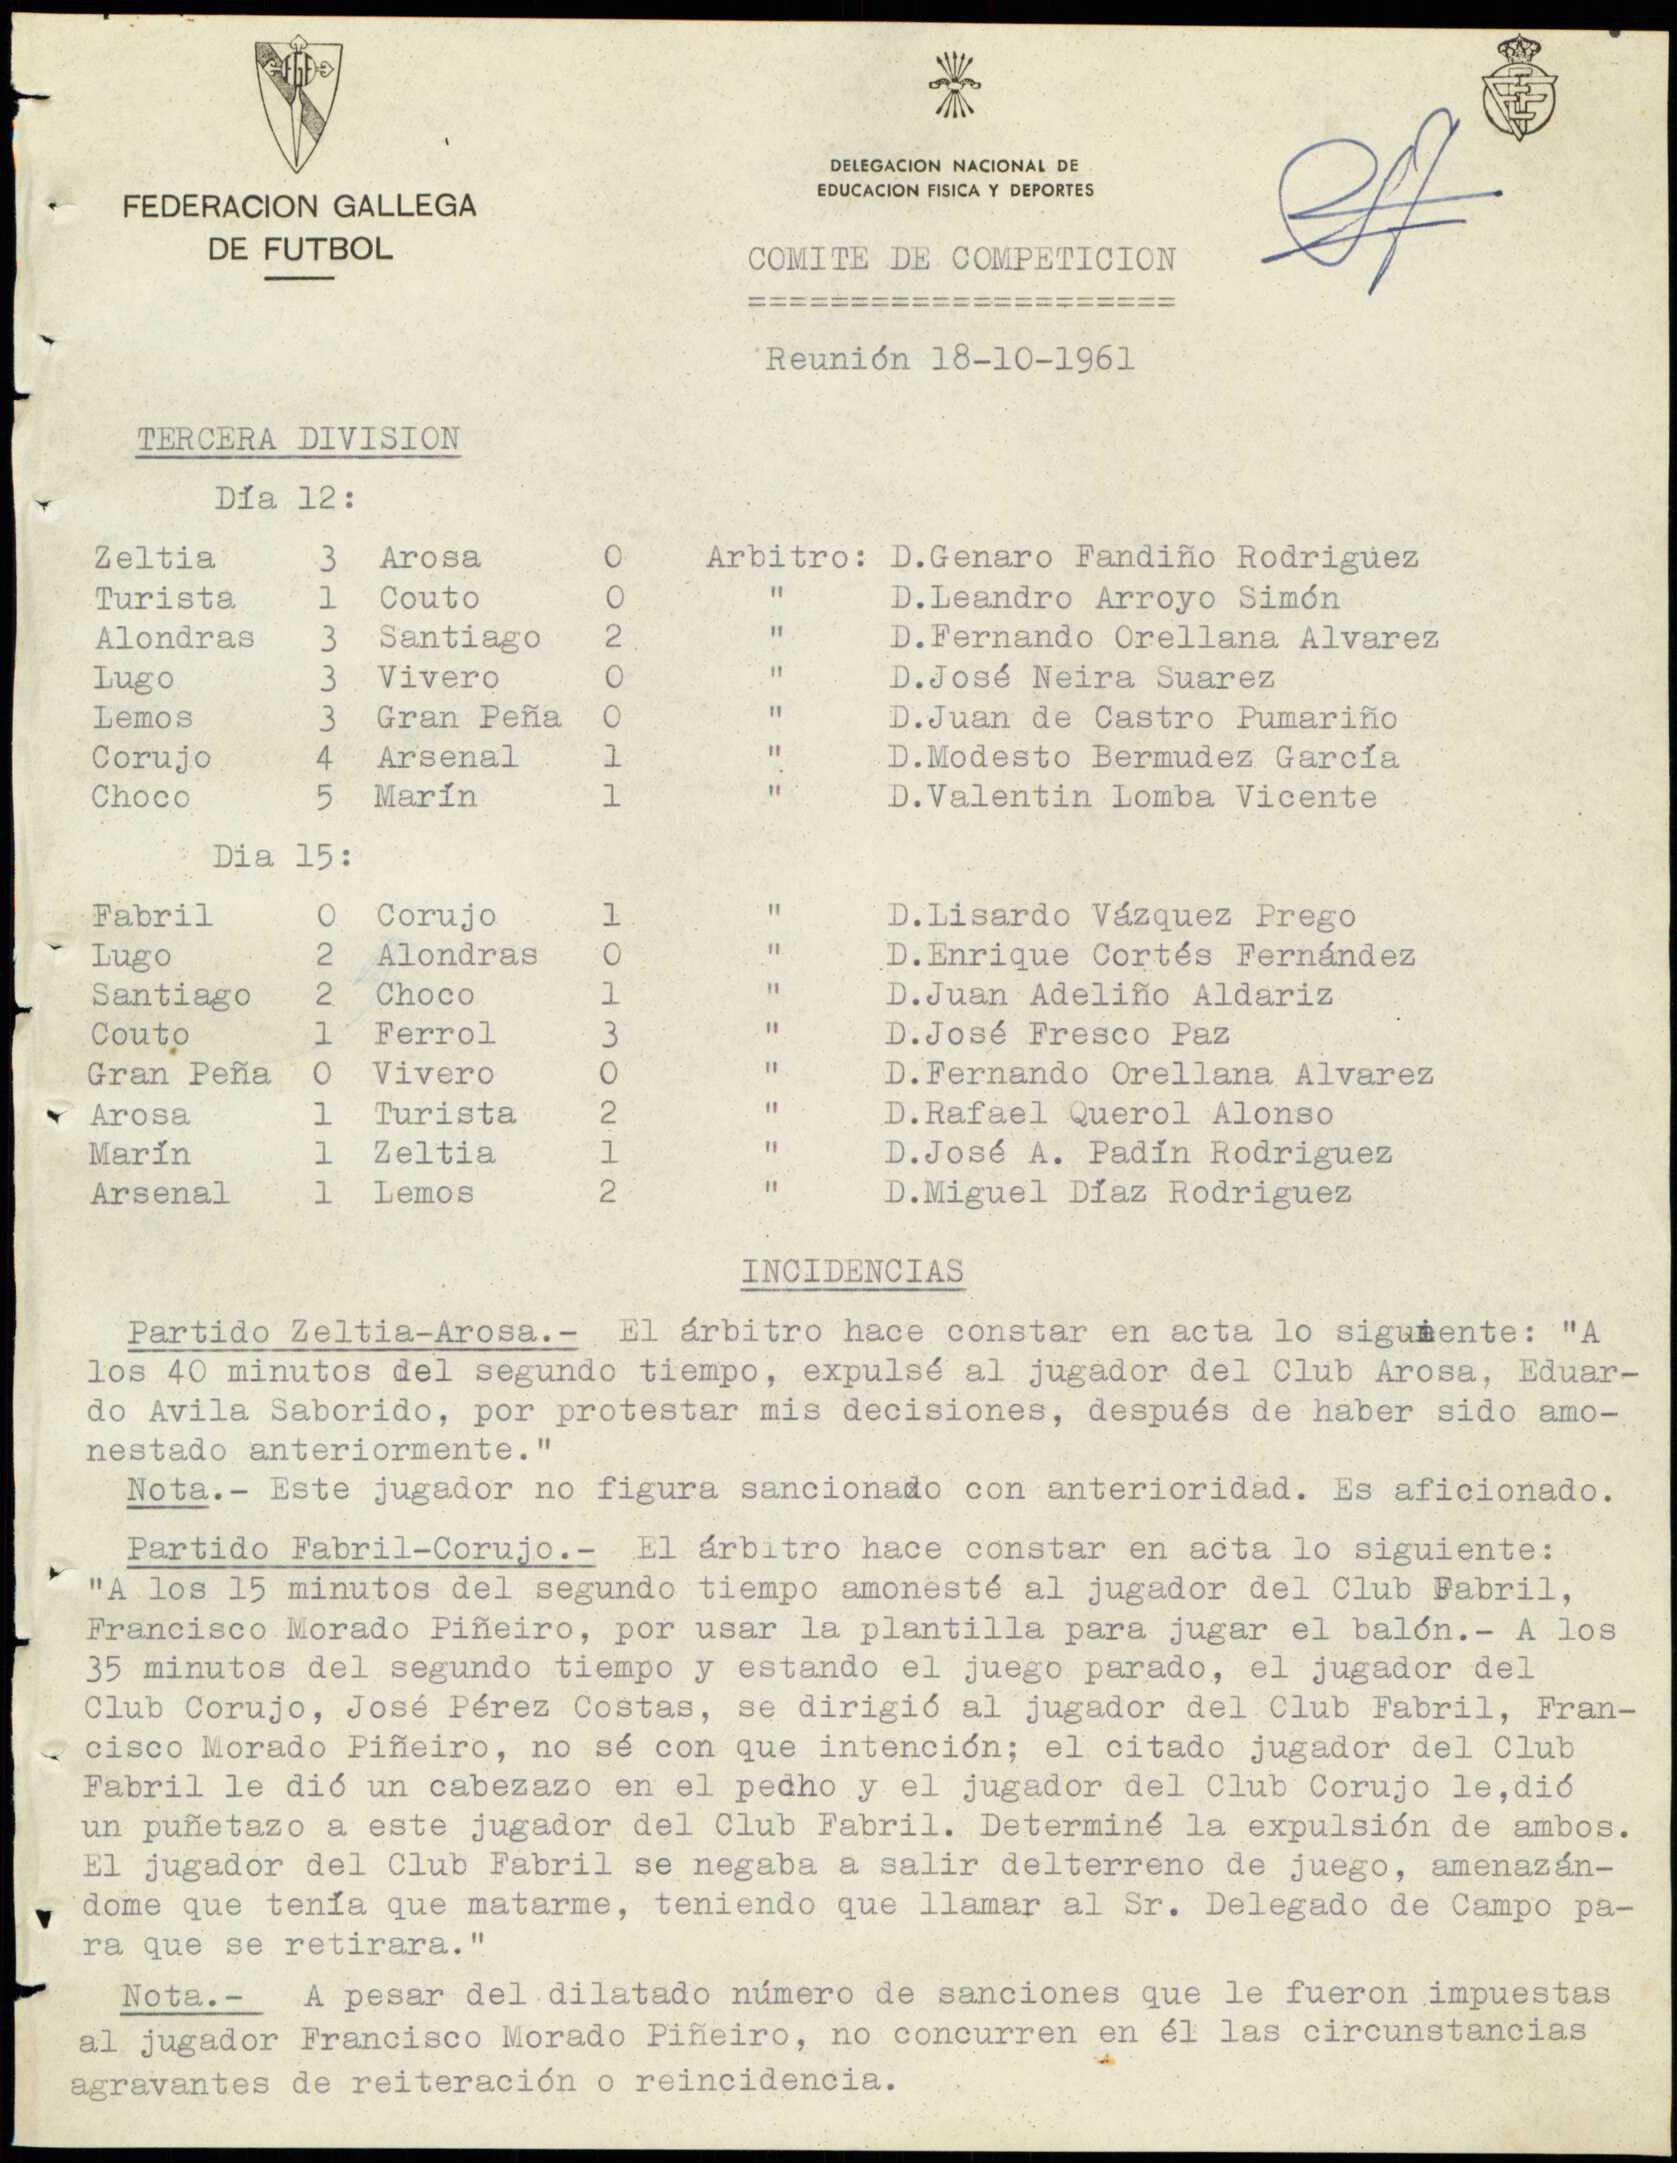 FEDERACION GALLEGA
DE FUTBOL
DELEGACION NACIONAL DE
EDUCACION FISICA Y DEPORTES
COMITE DE COMPETICION
=====================
Reunión 18-10-1961
TERCERA DIVISION
Día 12:
Zeltia 3 Arosa 0 Arbitro: D.Genaro Fandiño Rodriguez
Turista 1 Couto 0 " D.Leandro Arroyo Simón
Alondras 3 Santiago 2 " D.Fernando Orellana Alvarez
Lugo 3 Vivero 0 " D.José Neira Suarez
Lemos 3 Gran Peña 0 " D.Juan de Castro Pumariño
Corujo 4 Arsenal 1 " D.Modesto Bermudez García
Choco 5 Marín 1 " D.Valentin Lomba Vicente
Dia 15:
Fabril 0 Corujo 1 " D.Lisardo Vázquez Prego
Lugo 2 Alondras 0 " D.Enrique Cortés Fernández
Santiago 2 Choco 1 " D.Juan Adeliño Aldariz
Couto 1 Ferrol 3 " D.José Fresco Paz
Gran Peña 0 Vivero 0 " D.Fernando Orellana Alvarez
Arosa 1 Turista 2 " D.Rafael Querol Alonso
Marín 1 Zeltia 1 " D.José A. Padín Rodriguez
Arsenal 1 Lemos 2 " D.Miguel Díaz Rodriguez
INCIDENCIAS
Partido Zeltia-Arosa.- El árbitro hace constar en acta lo siguiente: "A
los 40 minutos del segundo tiempo, expulsé al jugador del Club Arosa, Eduar-
do Avila Saborido, por protestar mis decisiones, después de haber sido amo-
nestado anteriormente."
Nota.- Este jugador no figura sancionado con anterioridad. Es aficionado.
Partido Fabril-Corujo.- El árbitro hace constar en acta lo siguiente:
"A los 15 minutos del segundo tiempo amonesté al jugador del Club Fabril,
Francisco Morado Piñeiro, por usar la plantilla para jugar el balón.- A los
35 minutos del segundo tiempo y estando el juego parado, el jugador del
Club Corujo, José Pérez Costas, se dirigió al jugador del Club Fabril, Fran-
cisco Morado Piñeiro, no sé con que intención; el citado jugador del Club
Fabril le dió un cabezazo en el pecho y el jugador del Club Corujo le,dió
un puñetazo a este jugador del Club Fabril. Determiné la expulsión de ambos.
El jugador del Club Fabril se negaba a salir delterreno de juego, amenazán-
dome que tenía que matarme, teniendo que llamar al Sr. Delegado de Campo pa-
ra que se retirara."
Nota.- A pesar del dilatado número de sanciones que le fueron impuestas
al jugador Francisco Morado Piñeiro, no concurren en él las circunstancias
agravantes de reiteración o reincidencia.